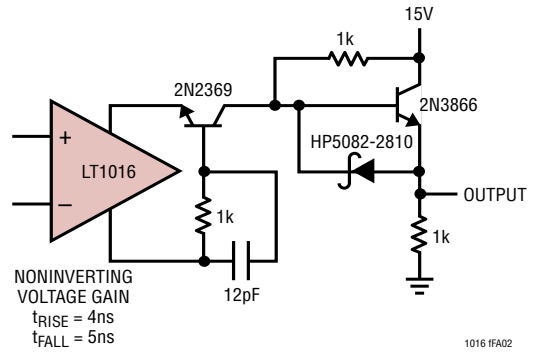 15V
1k
2N2369
2N3866
HP5082-2810
+
LT1016
–
OUTPUT
1k
1k
12pF
NONINVERTING
VOLTAGE GAIN
tRISE = 4ns
tFALL = 5ns
1016 fFA02